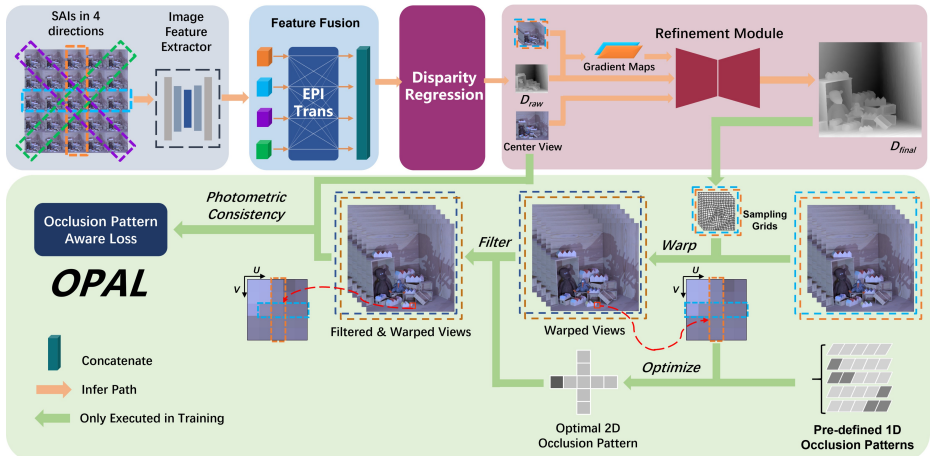 SAIs in 4
directions
Image
Feature
Extractor
Feature Fusion
EPI
Trans
Disparity
Regression
Refinement Module
Gradient Maps
D_raw
Center View
D_final
Photometric
Consistency
Occlusion Pattern
Aware Loss
OPAL
U
V
Filter
Filtered & Warped Views
Warp
Warped Views
Sampling
Grids
U
V
Optimize
Optimal 2D
Occlusion Pattern
Pre-defined 1D
Occlusion Patterns
Concatenate
Infer Path
Only Executed in Training